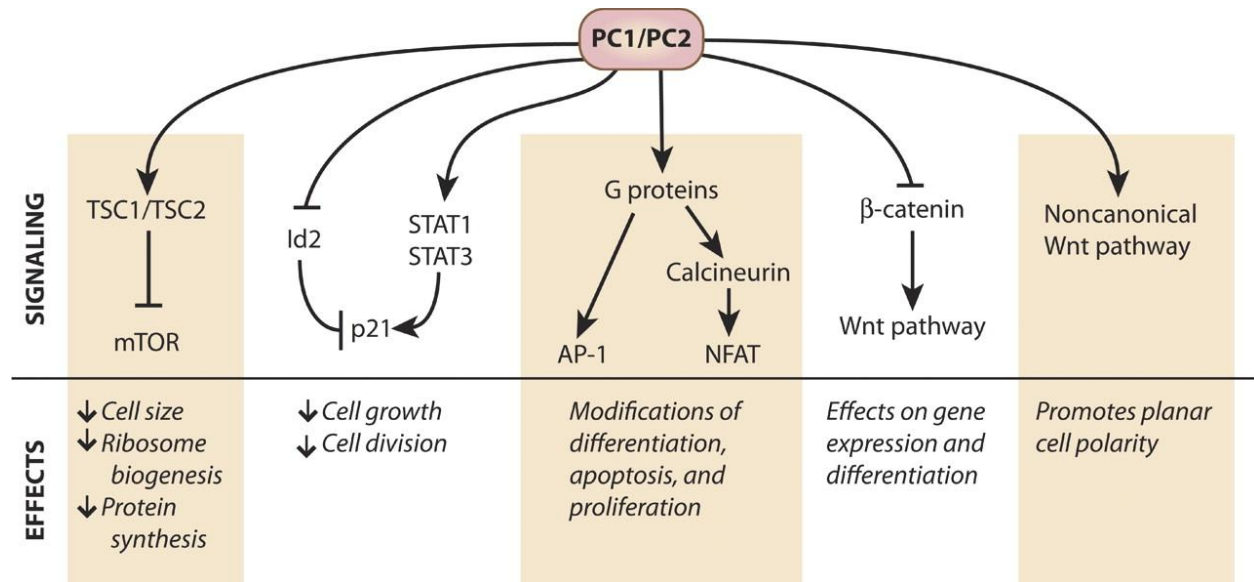 PC1/PC2
SIGNALING
TSC1/TSC2
mTOR
Id2
STAT1
STAT3
p21
G proteins
Calcineurin
AP-1
NFAT
β-catenin
Wnt pathway
Noncanonical
Wnt pathway
EFFECTS
↓ Cell size
↓ Ribosome
biogenesis
↓ Protein
synthesis
↓ Cell growth
↓ Cell division
Modifications of
differentiation,
apoptosis, and
proliferation
Effects on gene
expression and
differentiation
Promotes planar
cell polarity